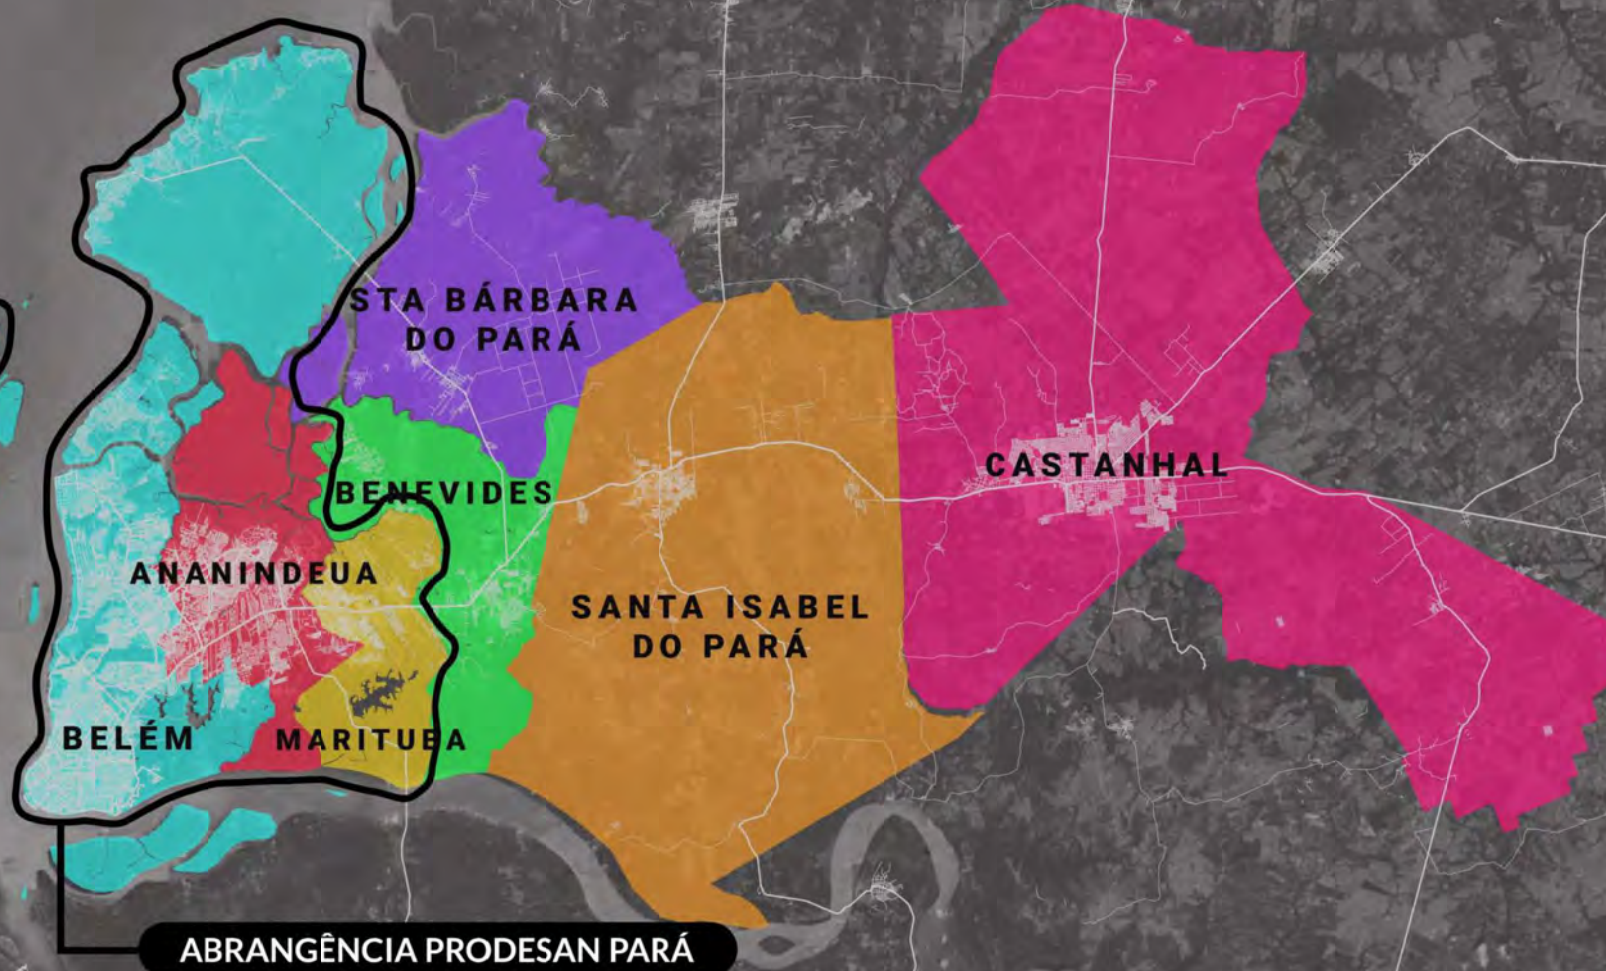 STA BÁRBARA
DO PARÁ
BENEVIDES
CASTANHAL
ANANINDEUA
SANTA ISABEL
DO PARÁ
BELÉM
MARITUBA
ABRANGÊNCIA PRODESAN PARÁ